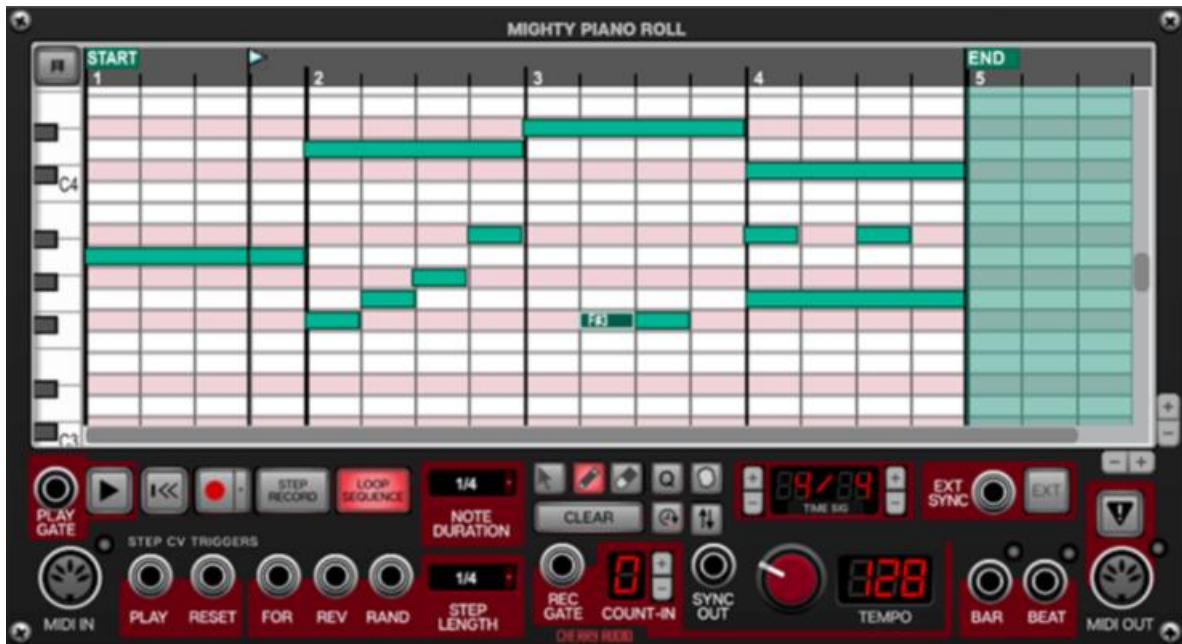 MIGHTY PIANO ROLL
START
END
1 2 3 4 5
C4
F#3
C3
PLAY GATE
STEP RECORD
LOOP SEQUENCE
1/4
NOTE DURATION
Q
CLEAR
4/4
TIME SIG
EXT SYNC
EXT
STEP CV TRIGGERS
MIDI IN
PLAY
RESET
FOR
REV
RAND
1/4
STEP LENGTH
REC GATE
0
COUNT-IN
SYNC OUT
128
TEMPO
BAR
BEAT
MIDI OUT
CHERRY AUDIO